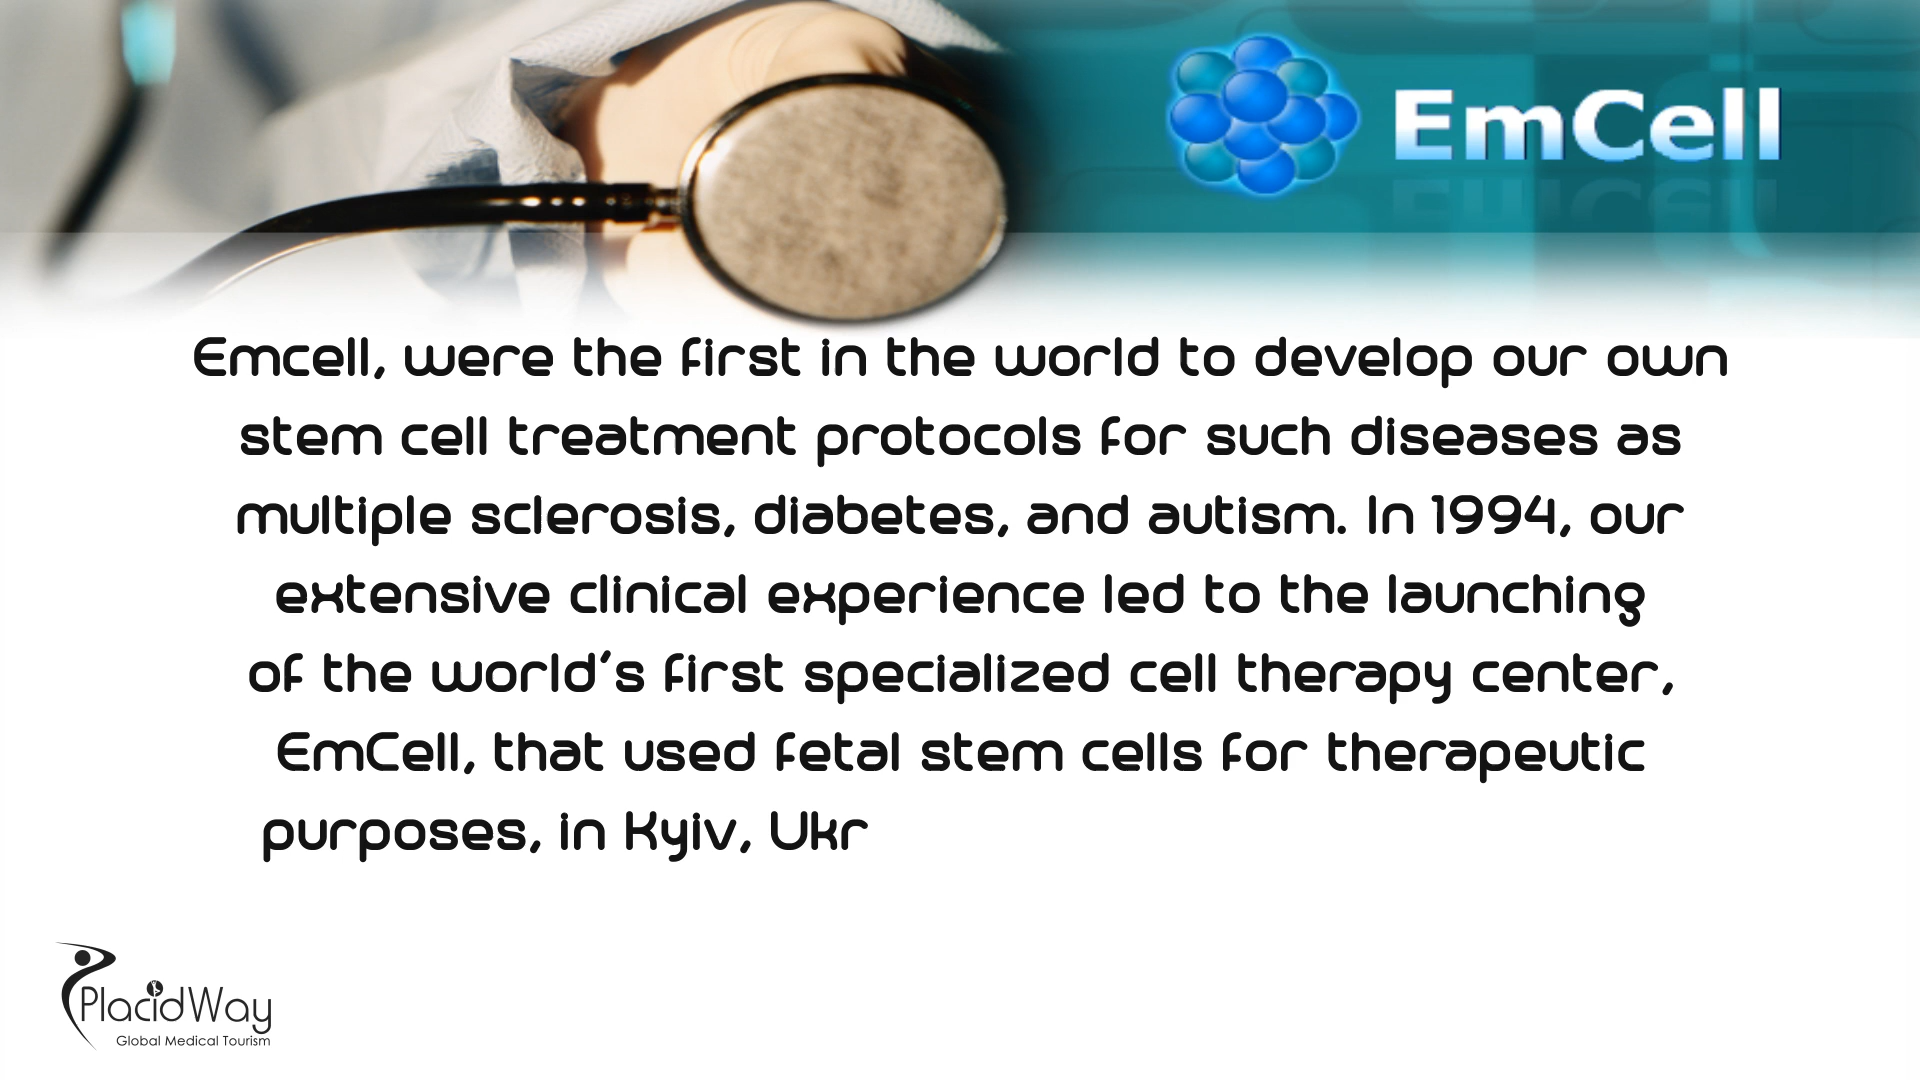 EmCell
Emcell, were the first in the world to develop our own
stem cell treatment protocols for such diseases as
multiple sclerosis, diabetes, and autism. In 1994, our
extensive clinical experience led to the launching
of the world's first specialized cell therapy center,
EmCell, that used fetal stem cells for therapeutic
purposes, in Kyiv, Ukr
PlacidWay
Global Medical Tourism